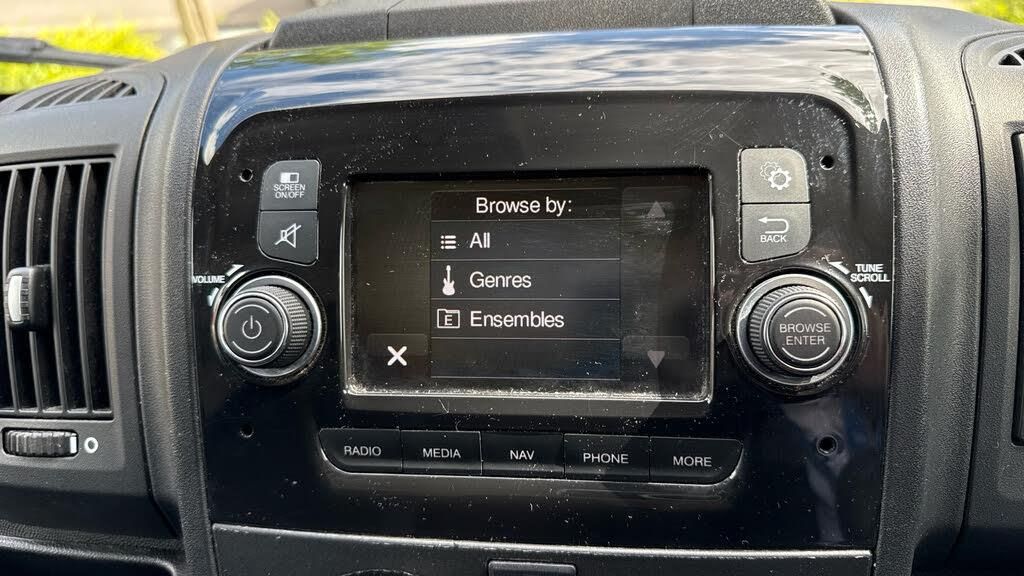 SCREEN
ON/OFF
VOLUME
Browse by:
All
Genres
E
Ensembles
BACK
TUNE
SCROLL
BROWSE
ENTER
RADIO
MEDIA
NAV
PHONE
MORE